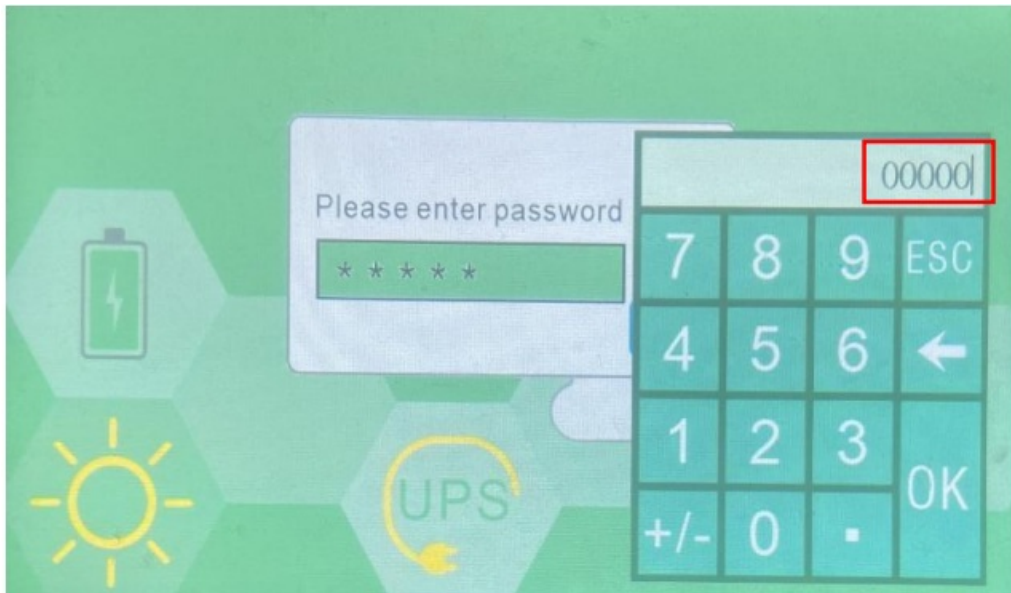 00000
Please enter password
* * * * *
7 8 9 ESC
4 5 6 ←
1 2 3
OK
+/- 0 .
UPS